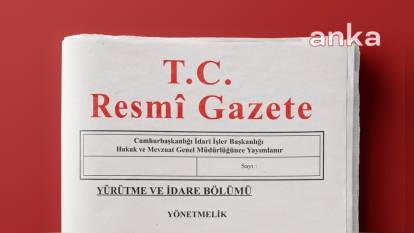 anka
T.C.
Resmî Gazete
Cumhurbaşkanlığı İdari İşler Başkanlığı
Hukuk ve Mevzuat Genel Müdürlüğünce Yayımlanır
Sayı :
YÜRÜTME VE İDARE BÖLÜMÜ
YÖNETMELİK